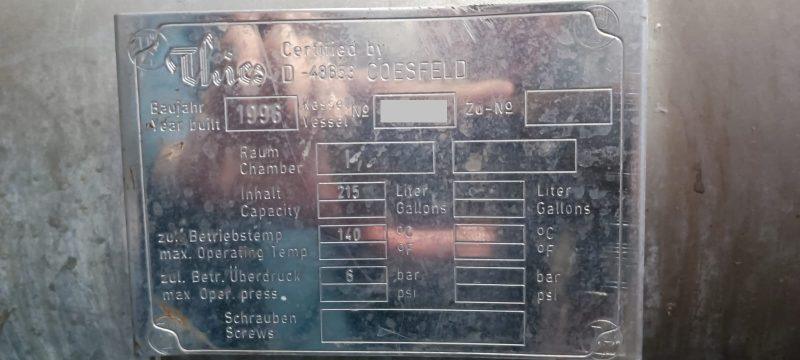 Thies Certified by
D-48653 COESFELD
Baujahr Year built 1996 Kessel Vessel Nº Zu-Nº
Raum
Chamber
Inhalt 215 Liter Liter
Capacity Gallons Gallons
zul. Betriebstemp 140 °C °C
max. Operating Temp °F °F
zul. Betr. Überdruck 6 bar bar
max. Oper. press. psi psi
Schrauben
Screws